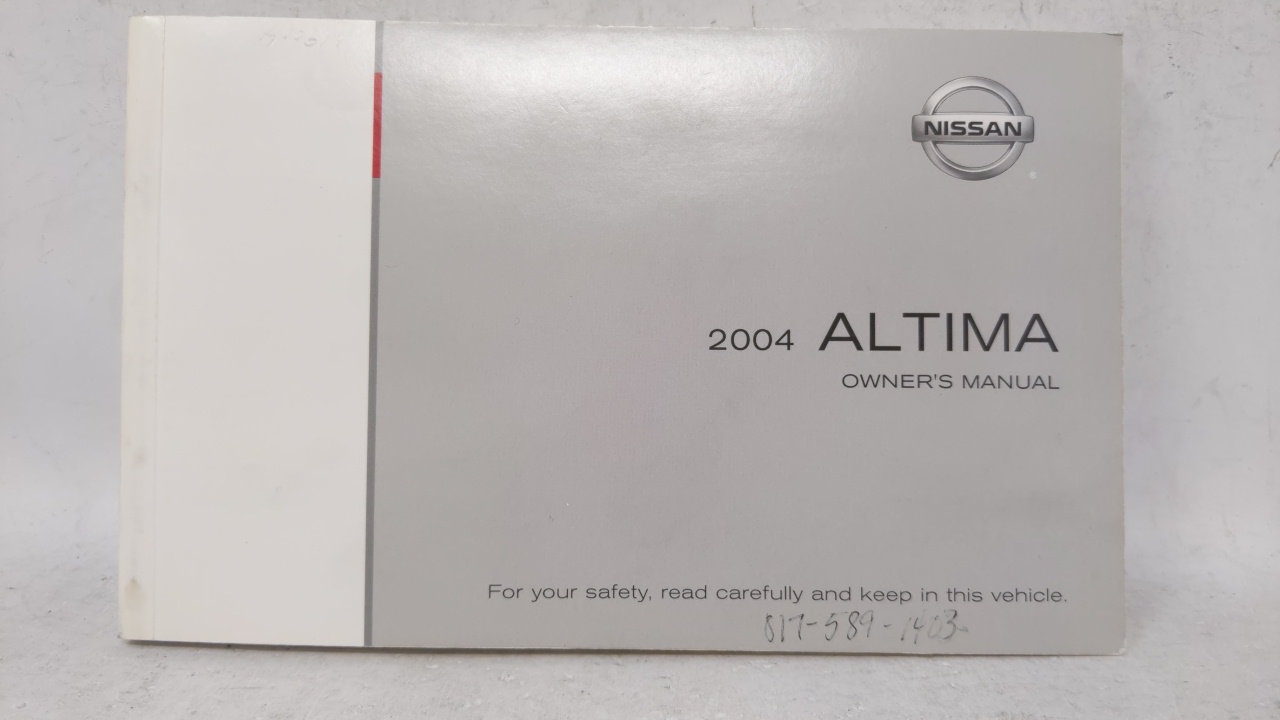 NISSAN
2004 ALTIMA
OWNER'S MANUAL
For your safety, read carefully and keep in this vehicle.
817-589-1403